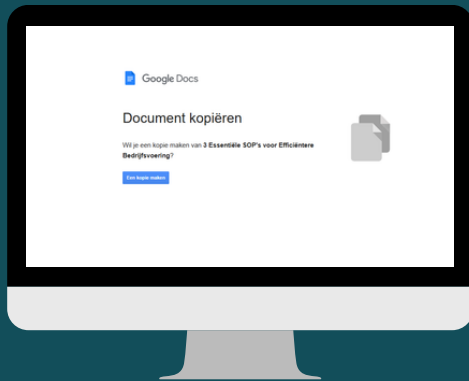 Google Docs
Document kopiëren
Wil je een kopie maken van 3 Essentiële SOP's voor Efficiëntere
Bedrijfsvoering?
Een kopie maken